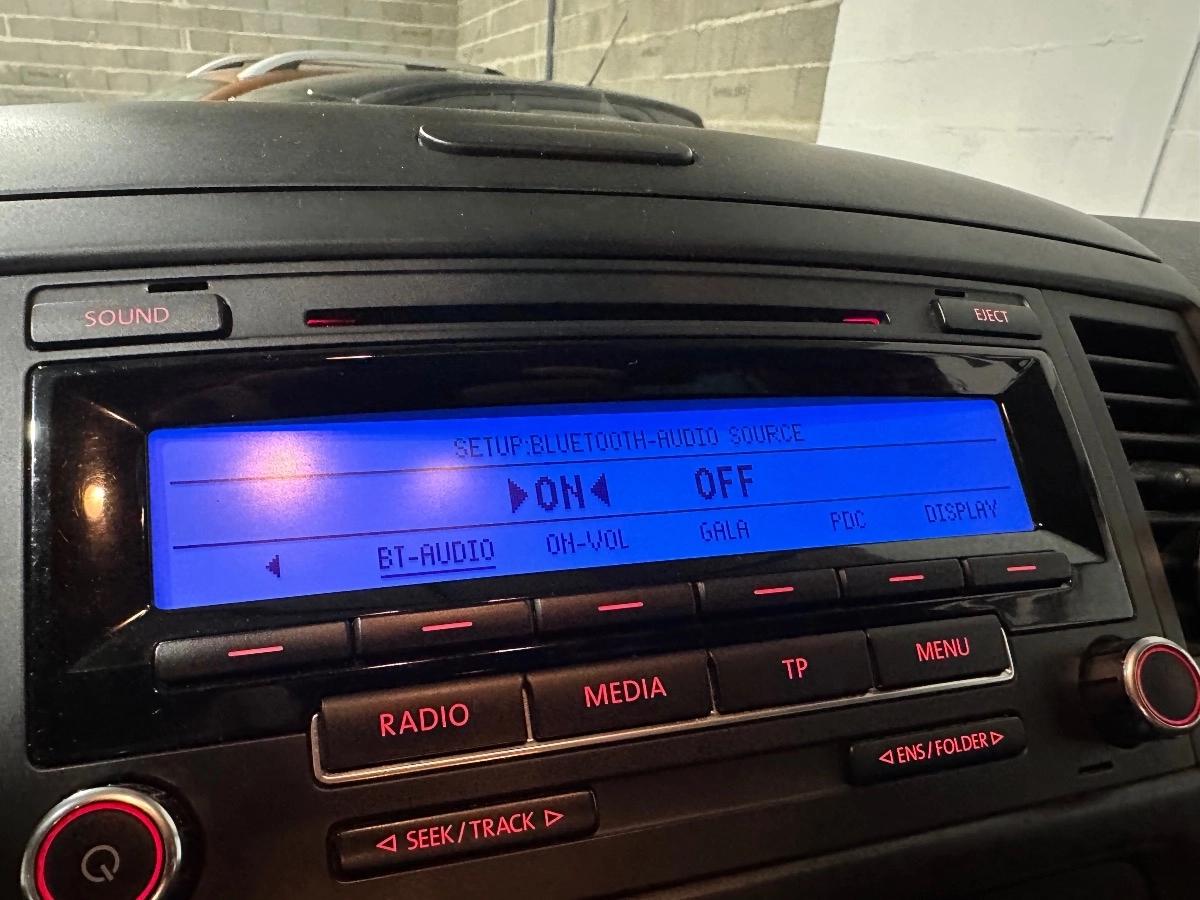 SOUND
EJECT
SETUP:BLUETOOTH-AUDIO SOURCE
ON OFF
BT-AUDIO ON-VOL GALA PDC DISPLAY
RADIO MEDIA TP MENU
ENS/FOLDER
SEEK/TRACK